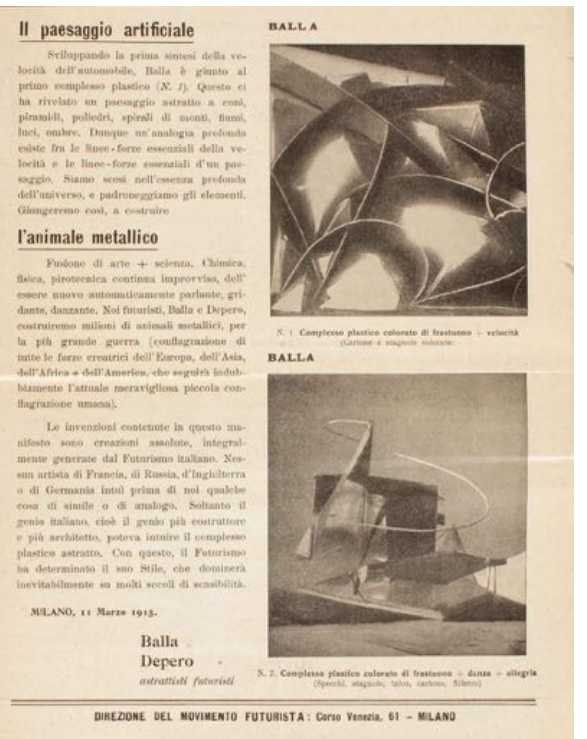 Il paesaggio artificiale
Sviluppando la prima sintesi della ve-
locità dell'automobile, Balla è giunto al
primo complesso plastico (N. 1). Questo ci
ha rivelato un paesaggio astratto a coni,
piramidi, poliedri, spirali di monti, fiumi,
luci, ombre. Dunque un'analogia profonda
esiste fra le linee-forze essenziali della ve-
locità e le linee-forze essenziali d'un pae-
saggio. Siamo scesi nell'essenza profonda
dell'universo, e padroneggiamo gli elementi.
Giungeremo così, a costruire
l'animale metallico
Fusione di arte + scienza. Chimica,
fisica, pirotecnica continua improvvisa, dell'
essere nuovo automaticamente parlante, gri-
dante, danzante. Noi futuristi, Balla e Depero,
costruiremo milioni di animali metallici, per
la più grande guerra (conflagrazione di
tutte le forze creatrici dell'Europa, dell'Asia,
dell'Africa e dell'America, che seguirà indub-
biamente l'attuale meravigliosa piccola con-
flagrazione umana).
Le invenzioni contenute in questo ma-
nifesto sono creazioni assolute, integral-
mente generate dal Futurismo italiano. Nes-
sun artista di Francia, di Russia, d'Inghilterra
o di Germania intuì prima di noi qualche
cosa di simile o di analogo. Soltanto il
genio italiano, cioè il genio più costruttore
e più architetto, poteva intuire il complesso
plastico astratto. Con questo, il Futurismo
ha determinato il suo Stile, che dominerà
inevitabilmente su molti secoli di sensibilità.
MILANO, 11 Marzo 1915.
Balla
Depero
astrattisti futuristi
BALLA
N. 1. Complesso plastico colorato di frastuono + velocità
(Cartone e stagnole colorate)
BALLA
N. 2. Complesso plastico colorato di frastuono + danza + allegria
(Specchi, stagnole, talco, cartone, filferro)
DIREZIONE DEL MOVIMENTO FUTURISTA: Corso Venezia, 61 - MILANO